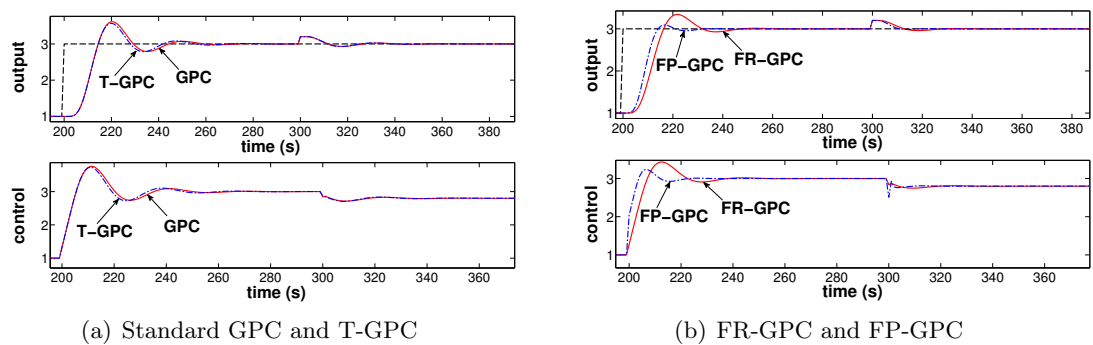 output
3
2
1
T-GPC
GPC
200 220 240 260 280 300 320 340 360 380
time (s)
control
3
2
1
T-GPC
GPC
200 220 240 260 280 300 320 340 360
time (s)
(a) Standard GPC and T-GPC
output
3
2
1
FP-GPC
FR-GPC
200 220 240 260 280 300 320 340 360 380
time (s)
control
3
2
1
FP-GPC
FR-GPC
200 220 240 260 280 300 320 340 360
time (s)
(b) FR-GPC and FP-GPC